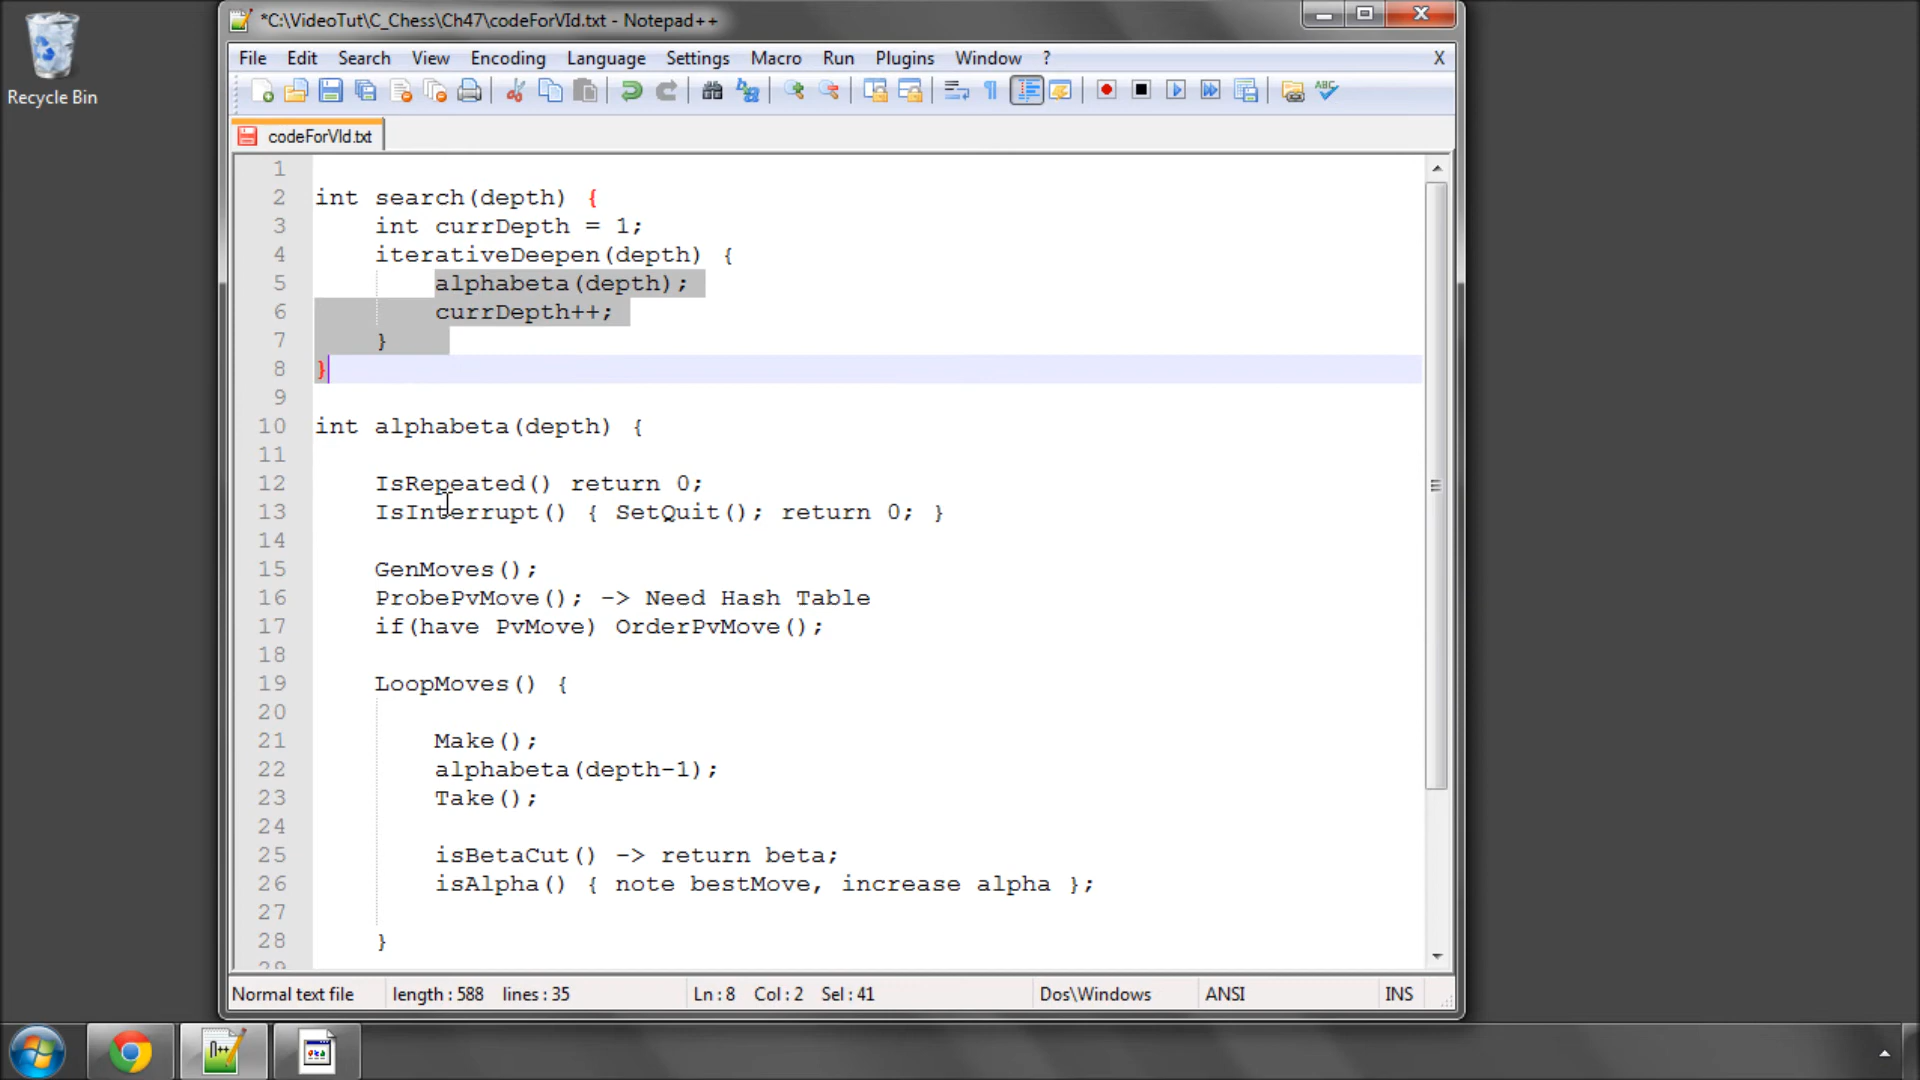 *C:\VideoTut\C_Chess\Ch47\codeForVId.txt - Notepad++
Recycle Bin
File Edit Search View Encoding Language Settings Macro Run Plugins Window ? X
codeForVId.txt
1
2 int search(depth) {
3 int currDepth = 1;
4 iterativeDeepen(depth) {
5 alphabeta(depth);
6 currDepth++;
7 }
8 }
9
10 int alphabeta(depth) {
11
12 IsRepeated() return 0;
13 IsInterrupt() { SetQuit(); return 0; }
14
15 GenMoves();
16 ProbePvMove(); -> Need Hash Table
17 if(have PvMove) OrderPvMove();
18
19 LoopMoves() {
20
21 Make();
22 alphabeta(depth-1);
23 Take();
24
25 isBetaCut() -> return beta;
26 isAlpha() { note bestMove, increase alpha };
27
28 }
29
Normal text file length : 588 lines : 35 Ln : 8 Col : 2 Sel : 41 Dos\Windows ANSI INS